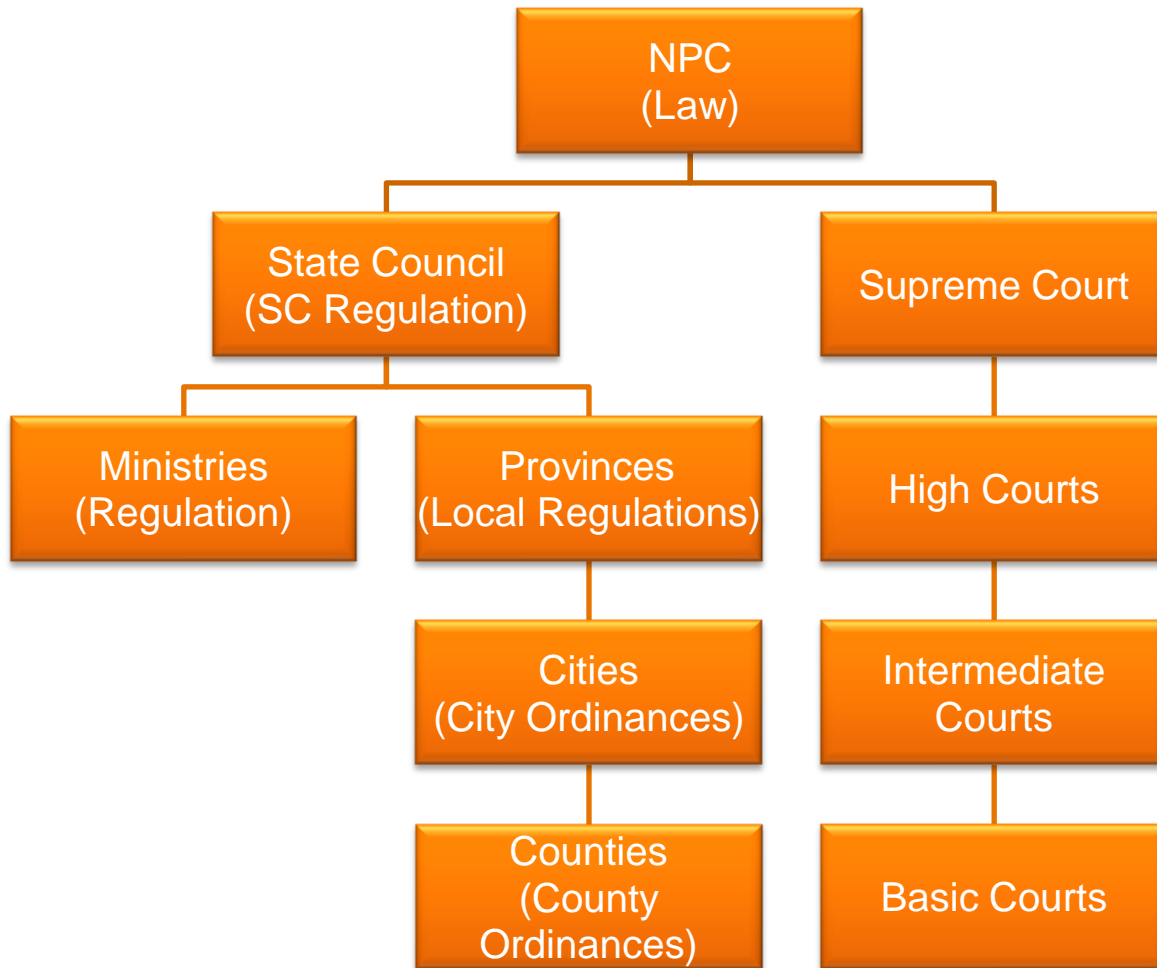 NPC
(Law)
State Council
(SC Regulation)
Supreme Court
Ministries
(Regulation)
Provinces
(Local Regulations)
High Courts
Cities
(City Ordinances)
Intermediate
Courts
Counties
(County
Ordinances)
Basic Courts